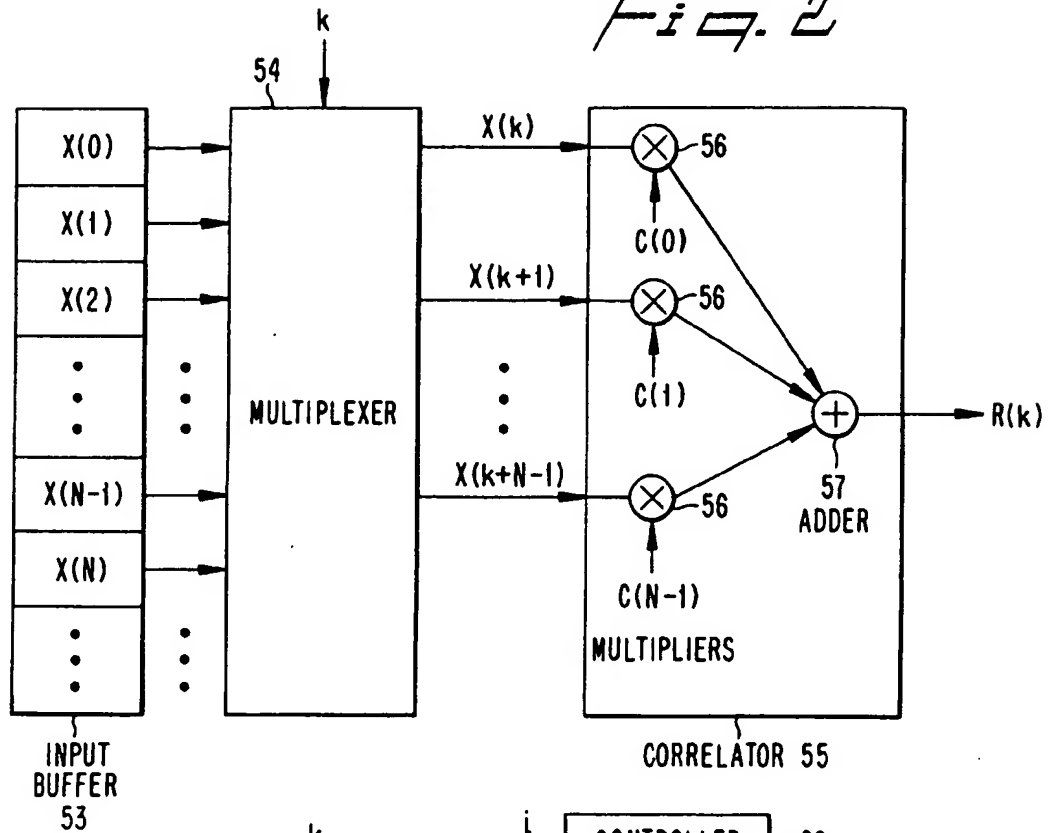 Fig. 2
k
54
X(0)
X(k)
56
X(1)
C(0)
X(2)
X(k+1)
56
MULTIPLEXER
C(1)
R(k)
X(N-1)
X(k+N-1)
56
57
ADDER
X(N)
C(N-1)
MULTIPLIERS
INPUT
BUFFER
53
CORRELATOR 55
k
i